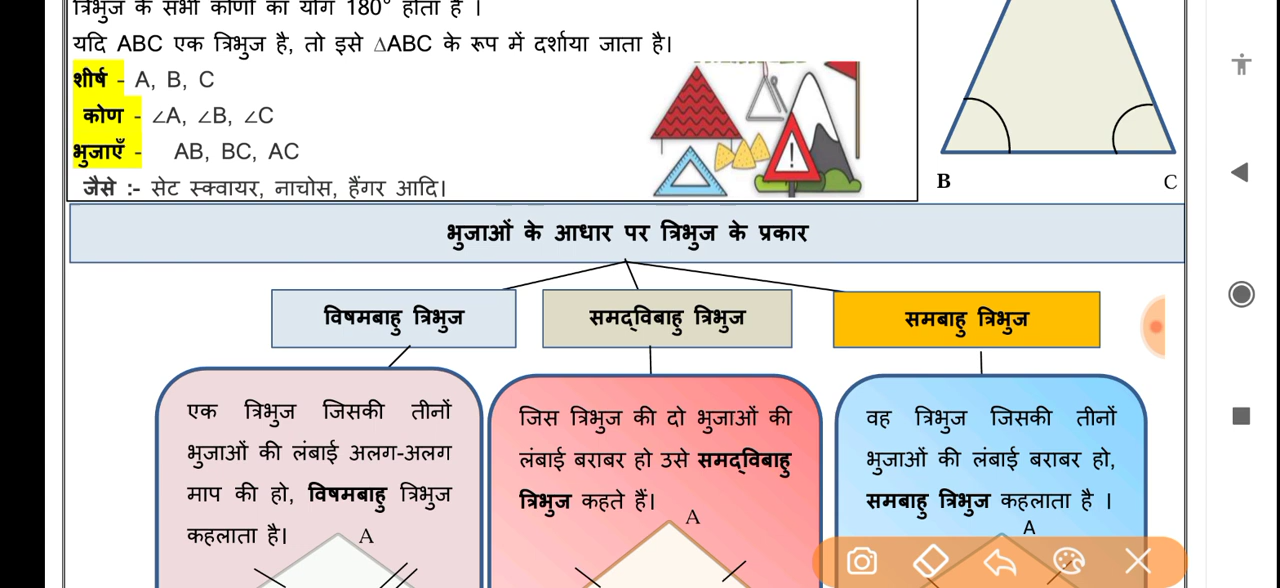 त्रिभुज के सभी कोणों का योग 180° होता है ।
यदि ABC एक त्रिभुज है, तो इसे △ABC के रूप में दर्शाया जाता है।
शीर्ष - A, B, C
कोण - ∠A, ∠B, ∠C
भुजाएँ - AB, BC, AC
जैसे :- सेट स्क्वायर, नाचोस, हैंगर आदि।
B C
भुजाओं के आधार पर त्रिभुज के प्रकार
विषमबाहु त्रिभुज
समद्विबाहु त्रिभुज
समबाहु त्रिभुज
एक त्रिभुज जिसकी तीनों
भुजाओं की लंबाई अलग-अलग
माप की हो, विषमबाहु त्रिभुज
कहलाता है।
A
जिस त्रिभुज की दो भुजाओं की
लंबाई बराबर हो उसे समद्विबाहु
त्रिभुज कहते हैं।
A
वह त्रिभुज जिसकी तीनों
भुजाओं की लंबाई बराबर हो,
समबाहु त्रिभुज कहलाता है ।
A